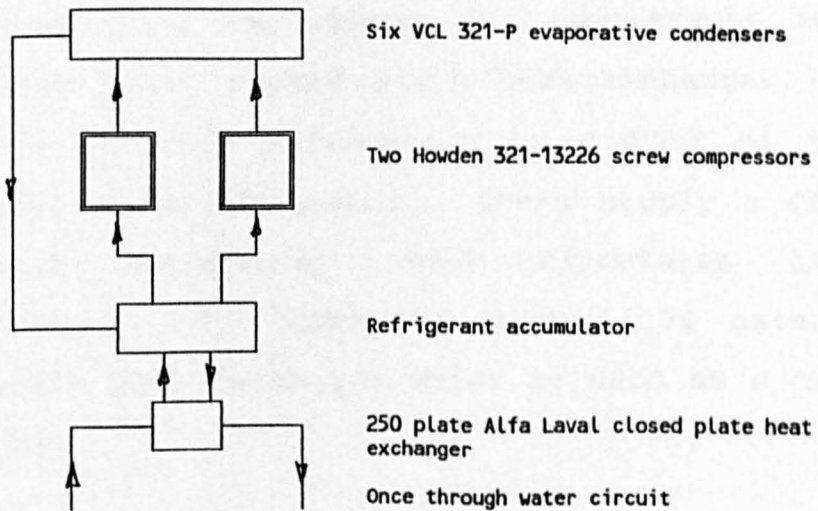 Six VCL 321-P evaporative condensers
Two Howden 321-13226 screw compressors
Refrigerant accumulator
250 plate Alfa Laval closed plate heat
exchanger
Once through water circuit